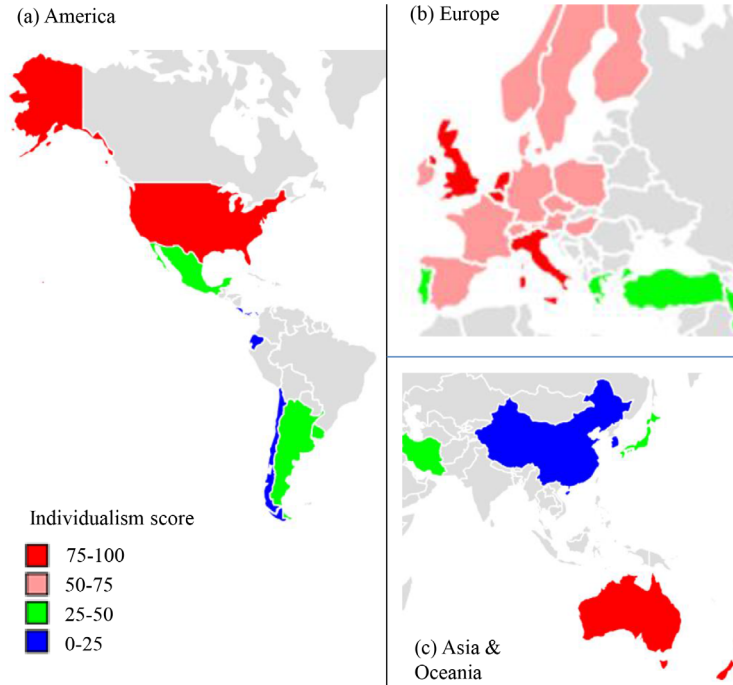 (a) America
(b) Europe
Individualism score
75-100
50-75
25-50
0-25
(c) Asia &
Oceania